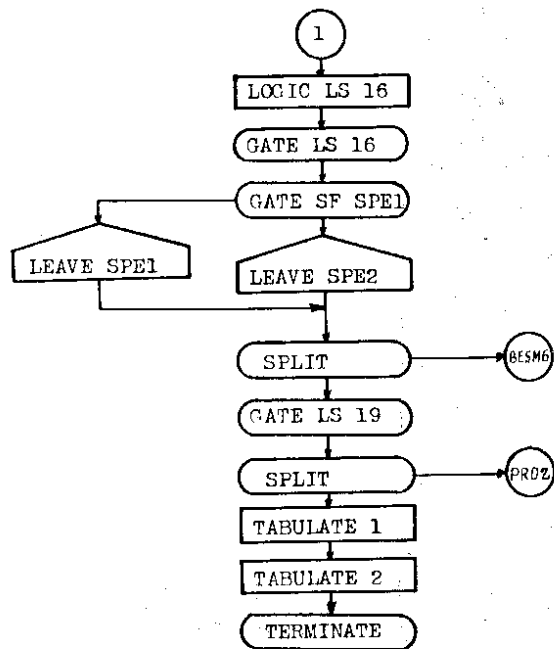 1
LOGIC LS 16
GATE LS 16
GATE SF SPE1
LEAVE SPE1
LEAVE SPE2
SPLIT
BESM6
GATE LS 19
SPLIT
PROZ
TABULATE 1
TABULATE 2
TERMINATE